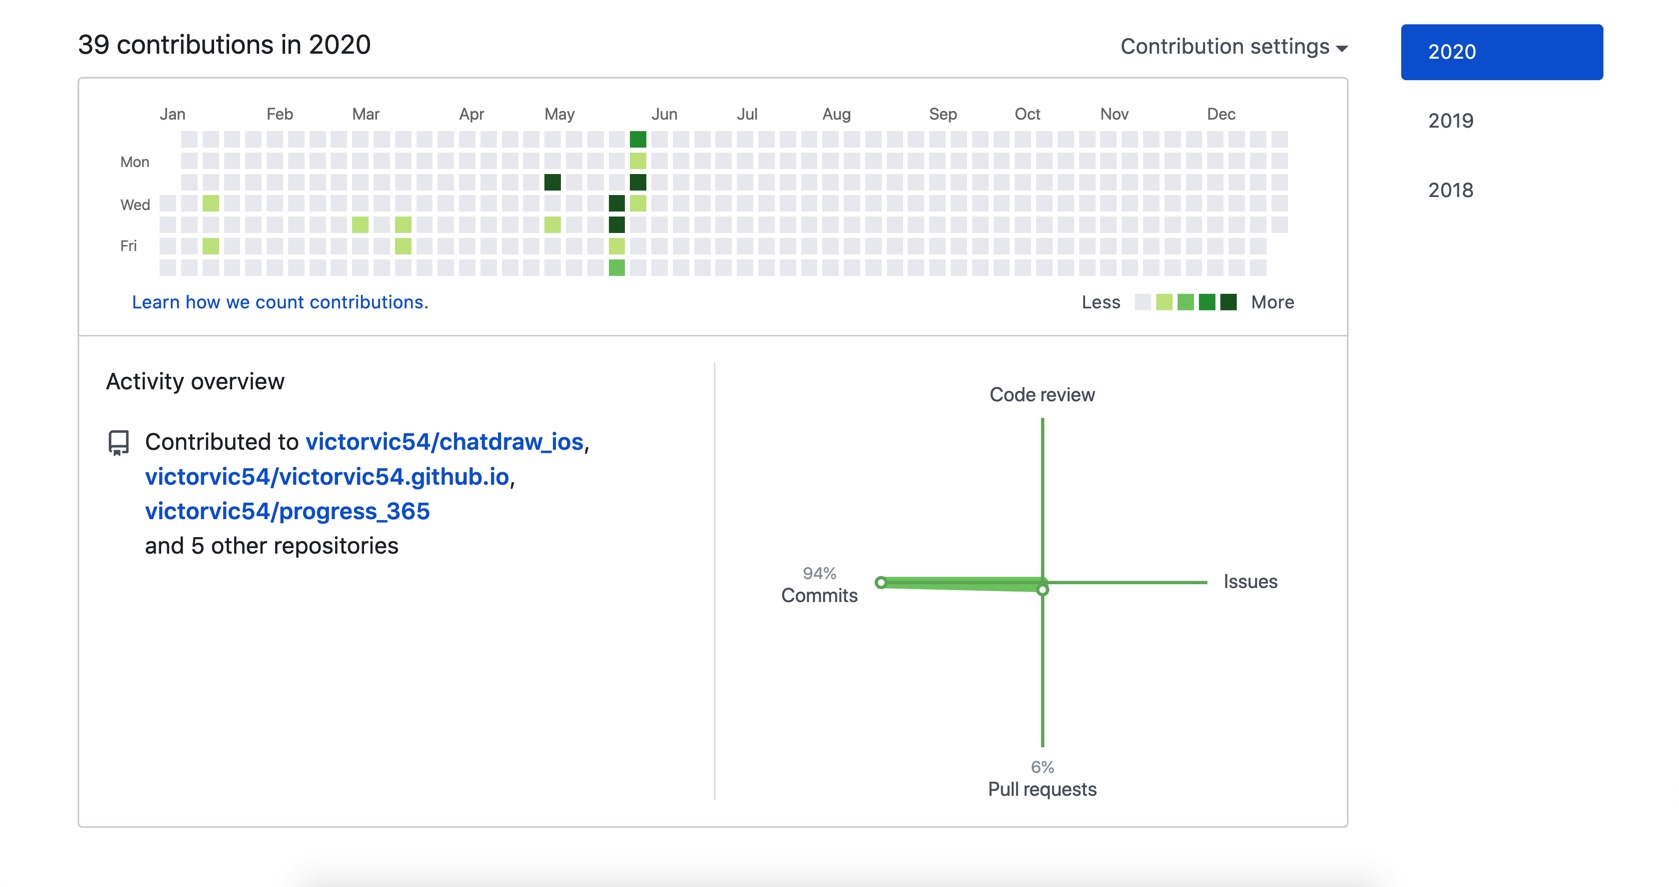 39 contributions in 2020
Contribution settings
2020
2019
2018
Jan Feb Mar Apr May Jun Jul Aug Sep Oct Nov Dec
Mon
Wed
Fri
Learn how we count contributions.
Less More
Activity overview
Contributed to victorvic54/chatdraw_ios,
victorvic54/victorvic54.github.io,
victorvic54/progress_365
and 5 other repositories
Code review
94%
Commits
Issues
6%
Pull requests